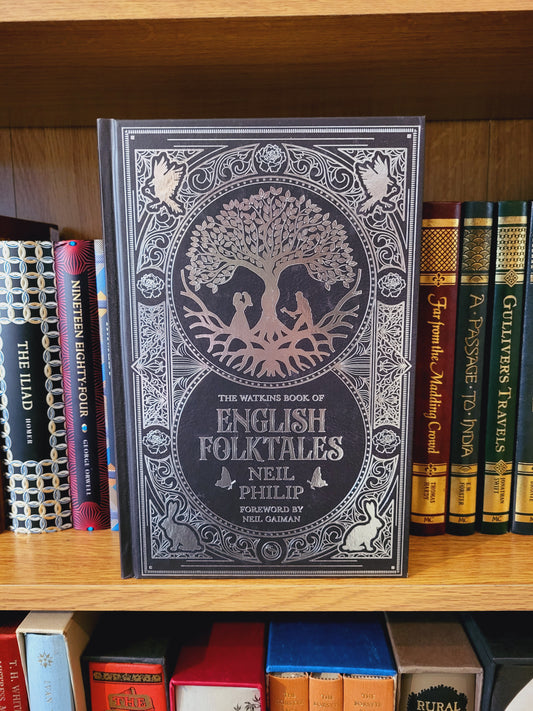 THE WATKINS BOOK OF
ENGLISH
FOLKTALES
NEIL
PHILIP
FOREWORD BY
NEIL GAIMAN
THE ILIAD
HOMER
NINETEEN EIGHTY-FOUR
GEORGE ORWELL
Far from the Madding Crowd
THOMAS HARDY
MC
A PASSAGE TO INDIA
E.M. FORSTER
MC
GULLIVER'S TRAVELS
JONATHAN SWIFT
MC
T. H. WHITE
RURAL